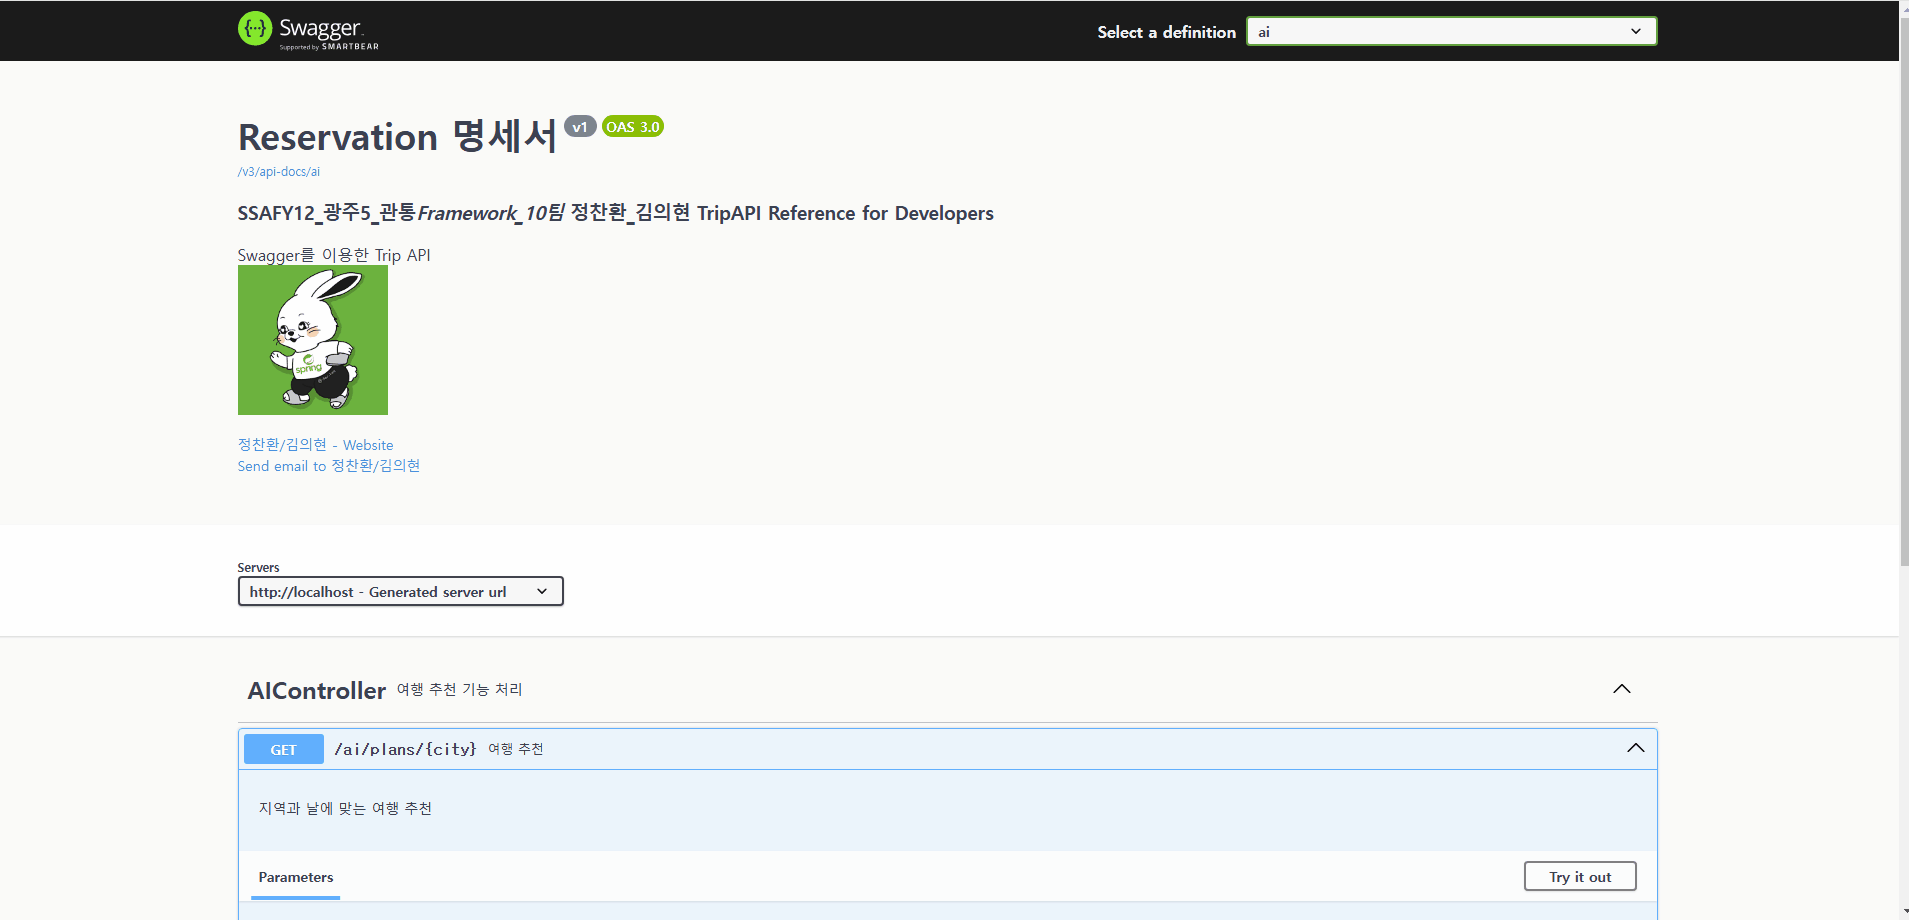 Swagger
Supported by SMARTBEAR
Select a definition
ai
Reservation 명세서 v1 OAS 3.0
/v3/api-docs/ai
SSAFY12_광주5_관통Framework_10팀 정찬환_김의현 TripAPI Reference for Developers
Swagger를 이용한 Trip API
spring
정찬환/김의현 - Website
Send email to 정찬환/김의현
Servers
http://localhost - Generated server url
AIController 여행 추천 기능 처리
GET /ai/plans/{city} 여행 추천
지역과 날에 맞는 여행 추천
Parameters
Try it out